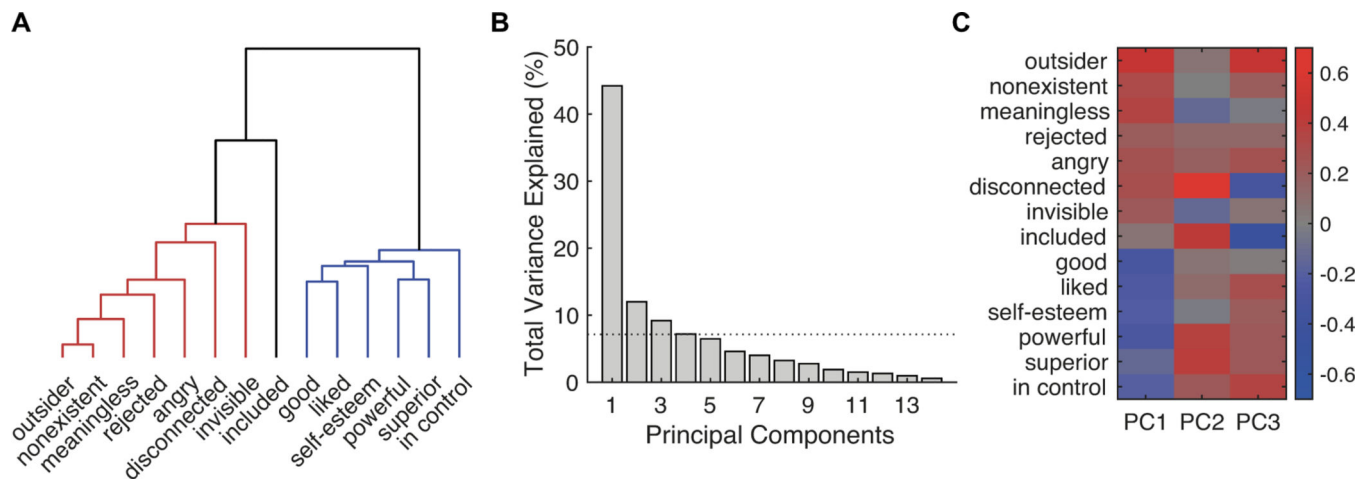 A
outsider
nonexistent
meaningless
rejected
angry
disconnected
invisible
included
good
liked
self-esteem
powerful
superior
in control
B
Total Variance Explained (%)
50
40
30
20
10
0
1
3
5
7
9
11
13
Principal Components
C
outsider
nonexistent
meaningless
rejected
angry
disconnected
invisible
included
good
liked
self-esteem
powerful
superior
in control
PC1 PC2 PC3
0.6
0.4
0.2
0
-0.2
-0.4
-0.6